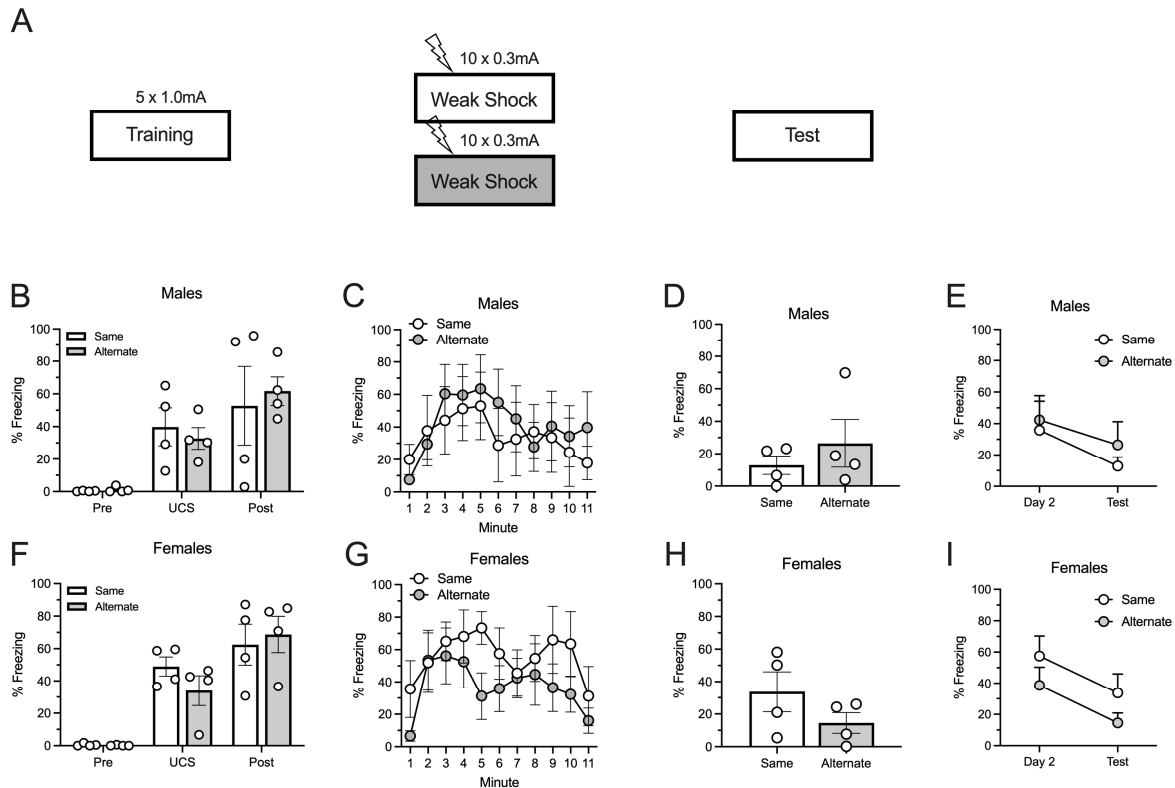 A
5 x 1.0mA
Training
10 x 0.3mA
Weak Shock
10 x 0.3mA
Weak Shock
Test
B
Males
Same
Alternate
% Freezing
100
80
60
40
20
0
Pre
UCS
Post
C
Males
Same
Alternate
% Freezing
100
80
60
40
20
0
1 2 3 4 5 6 7 8 9 10 11
Minute
D
Males
% Freezing
100
80
60
40
20
0
Same
Alternate
E
Males
Same
Alternate
% Freezing
100
80
60
40
20
0
Day 2
Test
F
Females
Same
Alternate
% Freezing
100
80
60
40
20
0
Pre
UCS
Post
G
Females
Same
Alternate
% Freezing
100
80
60
40
20
0
1 2 3 4 5 6 7 8 9 10 11
Minute
H
Females
% Freezing
100
80
60
40
20
0
Same
Alternate
I
Females
Same
Alternate
% Freezing
100
80
60
40
20
0
Day 2
Test